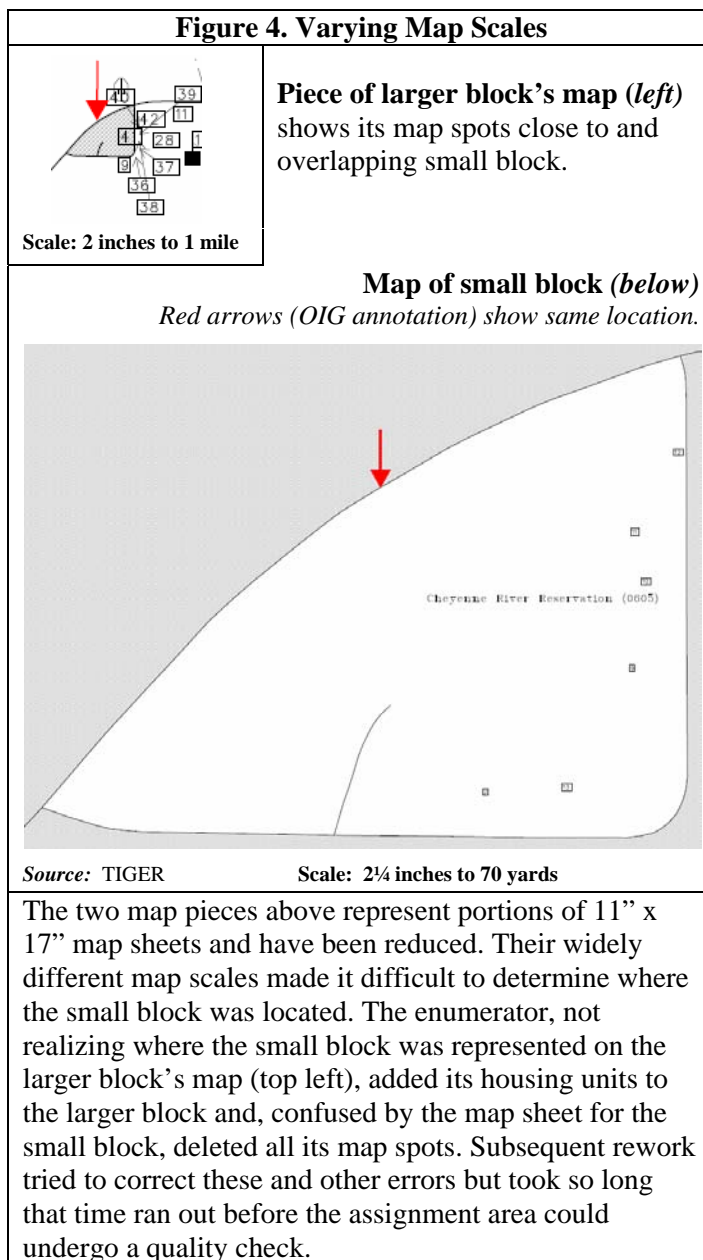 Figure 4. Varying Map Scales
40
39
11
42
41
28
1
9
37
36
38
Scale: 2 inches to 1 mile
Piece of larger block’s map (left)
shows its map spots close to and
overlapping small block.
Map of small block (below)
Red arrows (OIG annotation) show same location.
Cheyenne River Reservation (0605)
Source: TIGER
Scale: 2¼ inches to 70 yards
The two map pieces above represent portions of 11” x
17” map sheets and have been reduced. Their widely
different map scales made it difficult to determine where
the small block was located. The enumerator, not
realizing where the small block was represented on the
larger block’s map (top left), added its housing units to
the larger block and, confused by the map sheet for the
small block, deleted all its map spots. Subsequent rework
tried to correct these and other errors but took so long
that time ran out before the assignment area could
undergo a quality check.